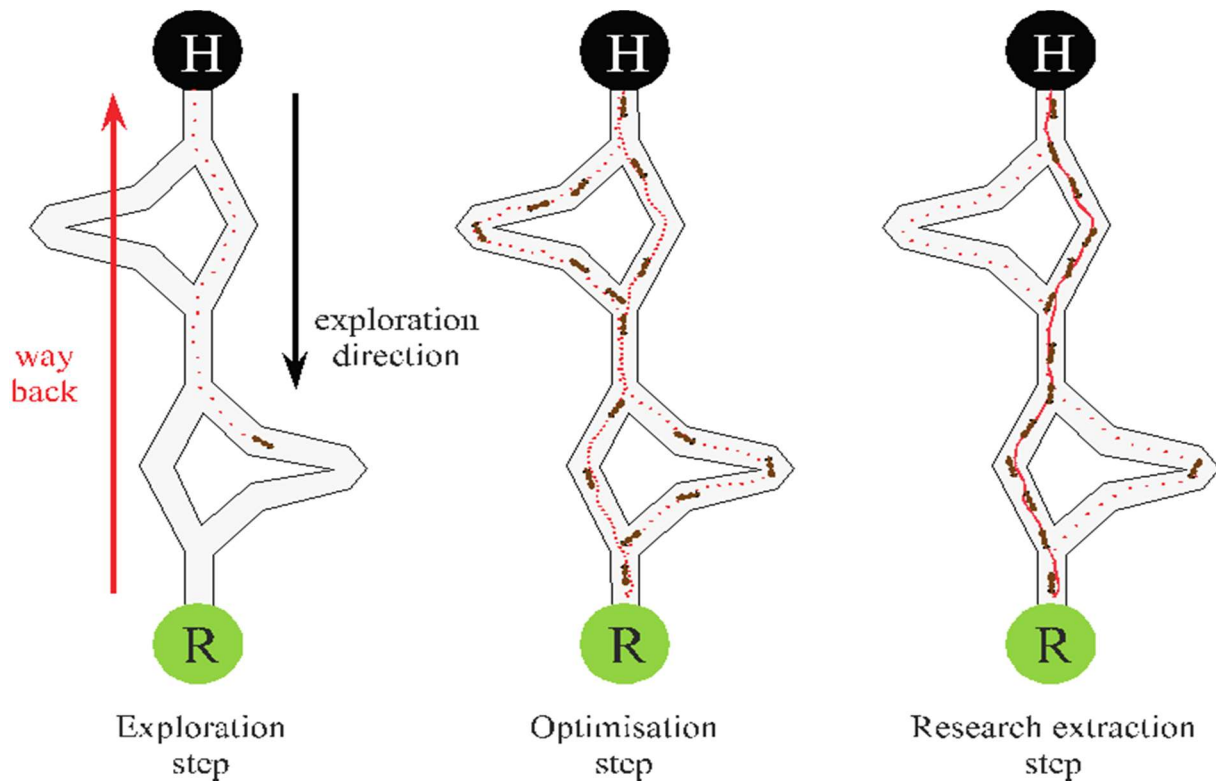 H
H
H
way
back
exploration
direction
R
R
R
Exploration
step
Optimisation
step
Research extraction
step